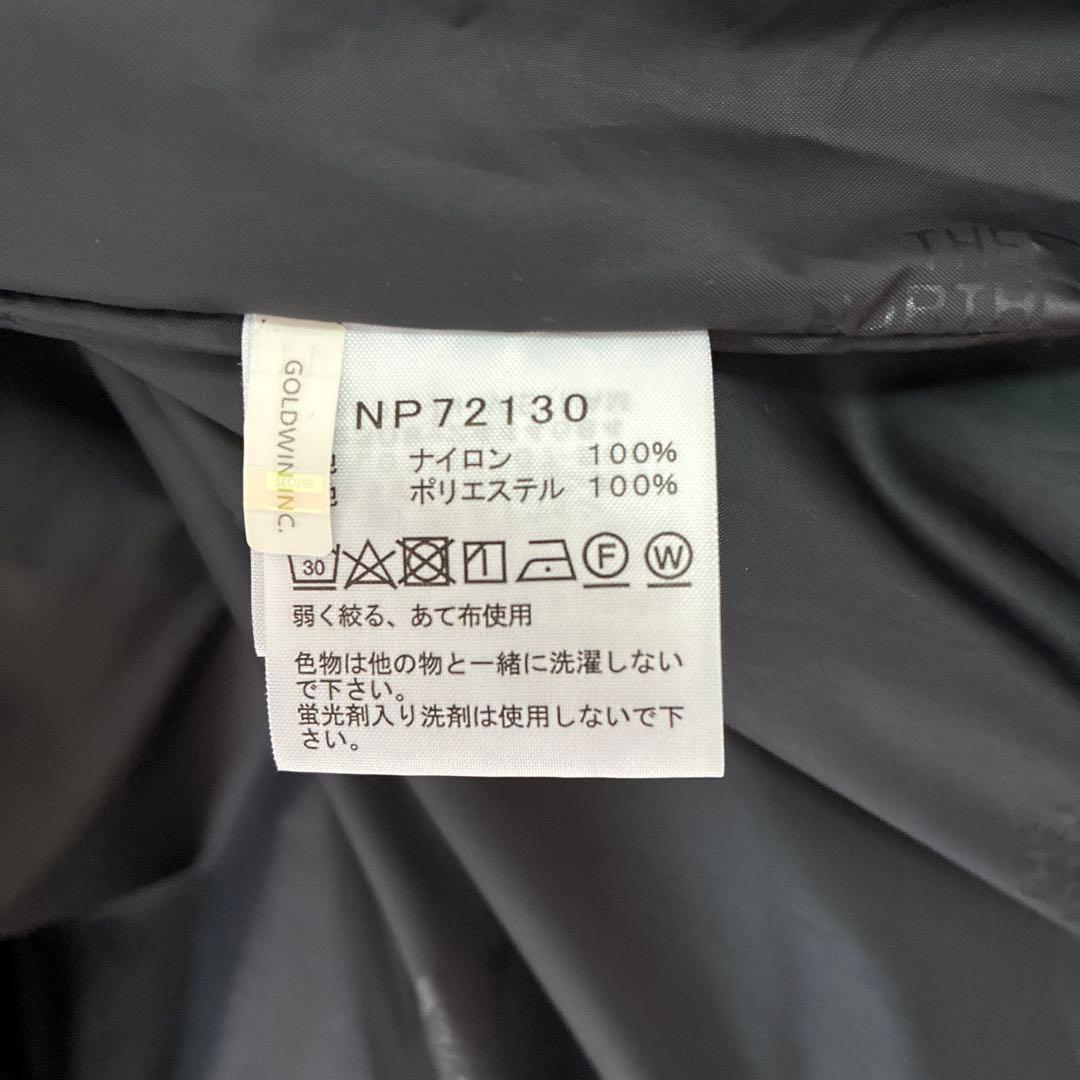 THE
NORTH
GOLDWIN INC.
SECURE
NP72130
ナイロン 100%
ポリエステル 100%
30
F
W
弱く絞る、あて布使用
色物は他の物と一緒に洗濯しない
で下さい。
蛍光剤入り洗剤は使用しないで下
さい。